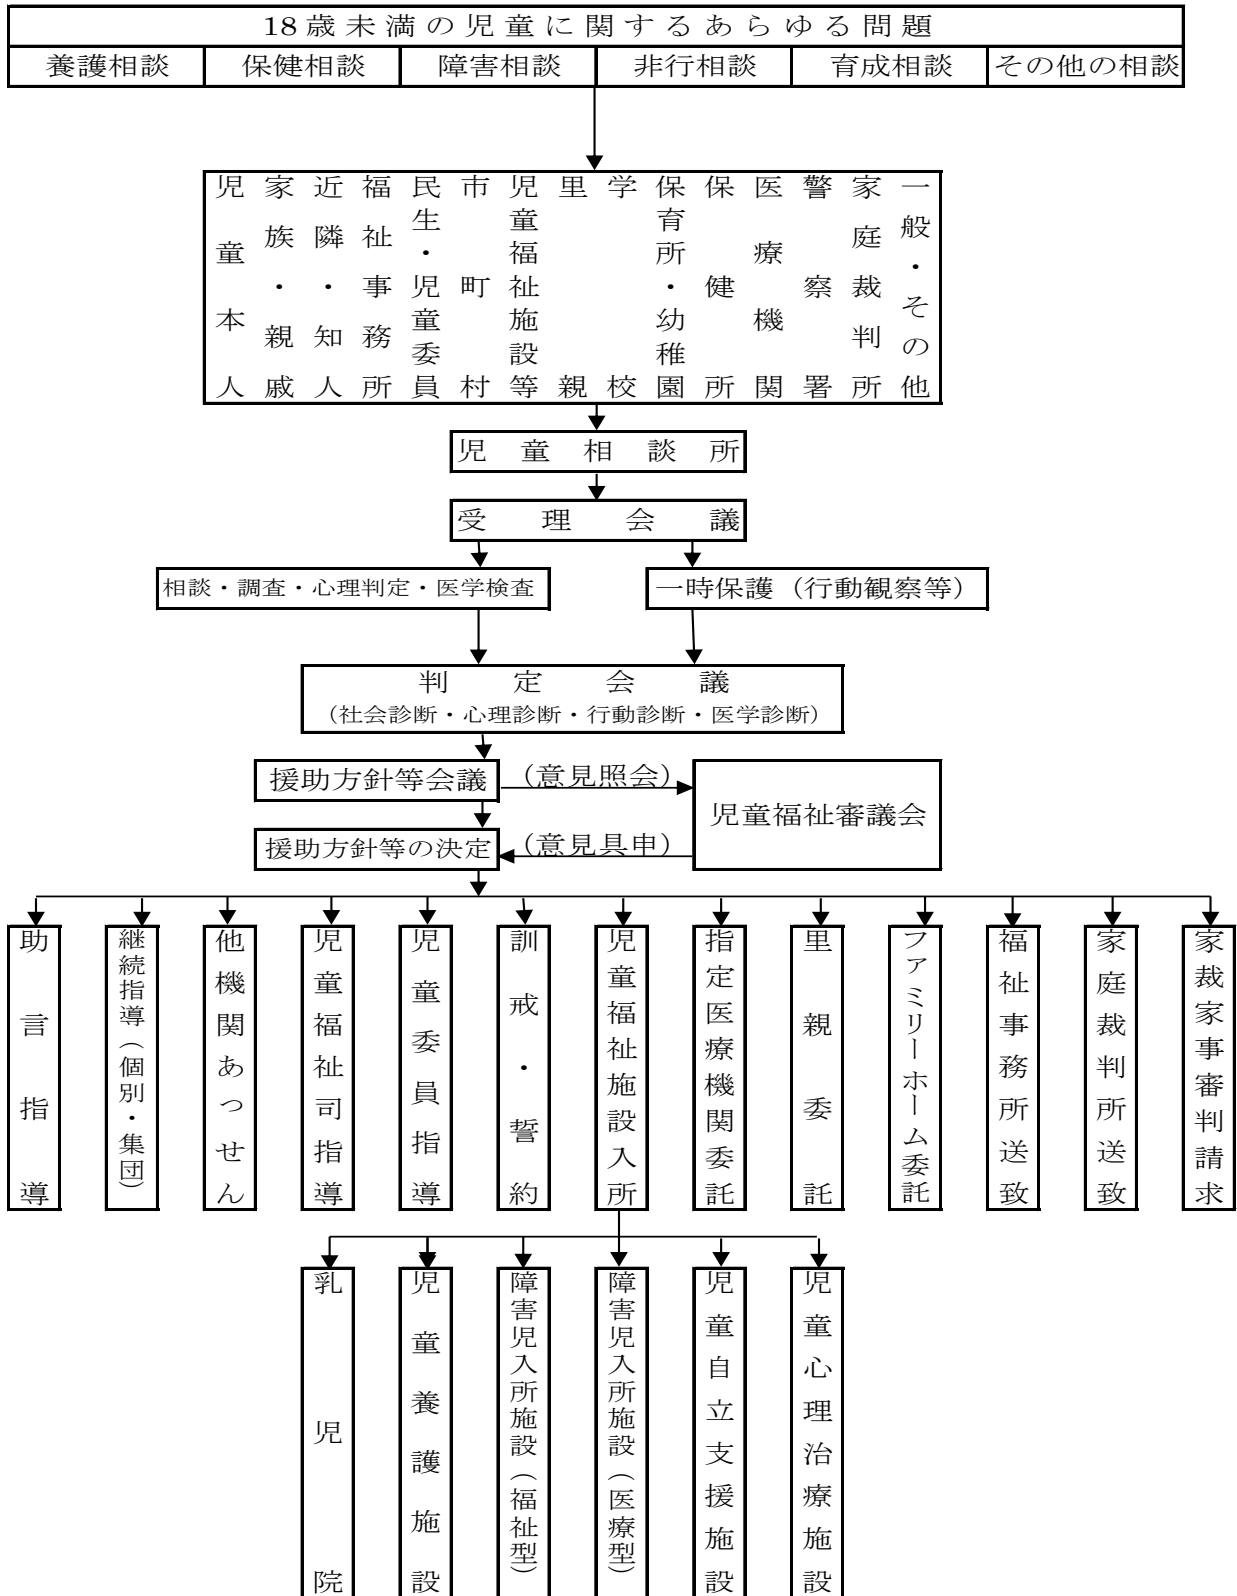 18歳未満の児童に関するあらゆる問題
養護相談
保健相談
障害相談
非行相談
育成相談
その他の相談
児童本人
家族・親戚
近隣・知人
福祉事務所
民生・児童委員
市町村
児童福祉施設等
里親
学校
保育所・幼稚園
保健所
医療機関
警察署
家庭裁判所
一般・その他
児童相談所
受理会議
相談・調査・心理判定・医学検査
一時保護（行動観察等）
判定会議
（社会診断・心理診断・行動診断・医学診断）
援助方針等会議
（意見照会）
児童福祉審議会
援助方針等の決定
（意見具申）
助言指導
継続指導（個別・集団）
他機関あっせん
児童福祉司指導
児童委員指導
訓戒・誓約
児童福祉施設入所
指定医療機関委託
里親委託
ファミリーホーム委託
福祉事務所送致
家庭裁判所送致
家裁家事審判請求
乳児院
児童養護施設
障害児入所施設（福祉型）
障害児入所施設（医療型）
児童自立支援施設
児童心理治療施設